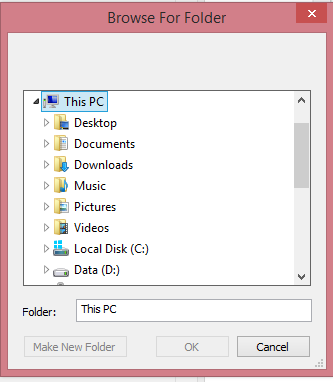 Browse For Folder
This PC
Desktop
Documents
Downloads
Music
Pictures
Videos
Local Disk (C:)
Data (D:)
Folder: This PC
Make New Folder OK Cancel